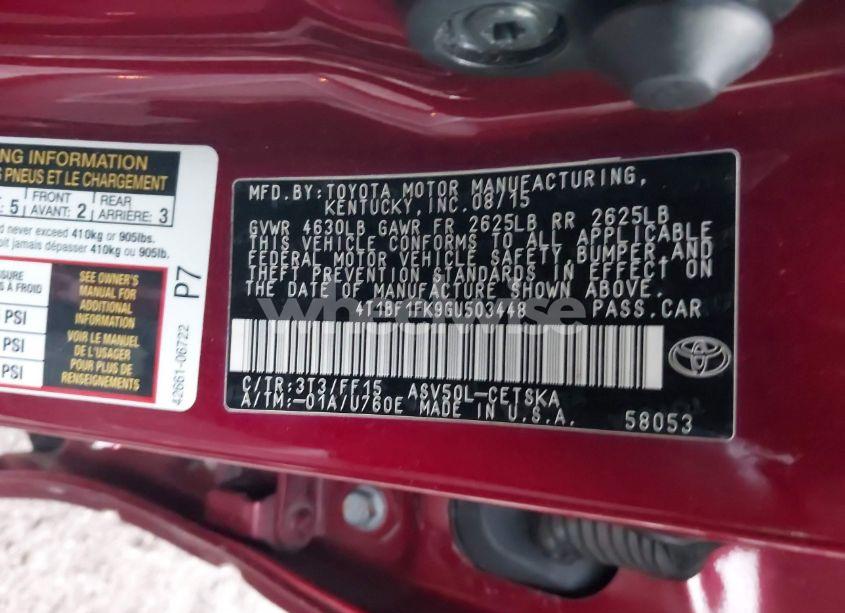 NG INFORMATION
S PNEUS ET LE CHARGEMENT
5
FRONT
AVANT: 2
REAR
ARRIÈRE: 3
d never exceed 410kg or 905lbs.
oit jamais dépasser 410kg ou 905lb.
SURE
S À FROID
PSI
PSI
PSI
SEE OWNER'S
MANUAL FOR
ADDITIONAL
INFORMATION
VOIR LE MANUEL
DE L'USAGER
POUR PLUS DE
RENSEIGNEMENTS
P7
42661-06722
MFD.BY:TOYOTA MOTOR MANUFACTURING,
KENTUCKY,INC.08/15
GVWR 4630LB GAWR FR 2625LB RR 2625LB
THIS VEHICLE CONFORMS TO ALL APPLICABLE
FEDERAL MOTOR VEHICLE SAFETY,BUMPER,AND
THEFT PREVENTION STANDARDS IN EFFECT ON
THE DATE OF MANUFACTURE SHOWN ABOVE.
4T1BF1FK9GU503448 PASS.CAR
C/TR:3T3/FF15 ASV50L-CETSKA
A/TM:-01A/U760E MADE IN U.S.A.
58053